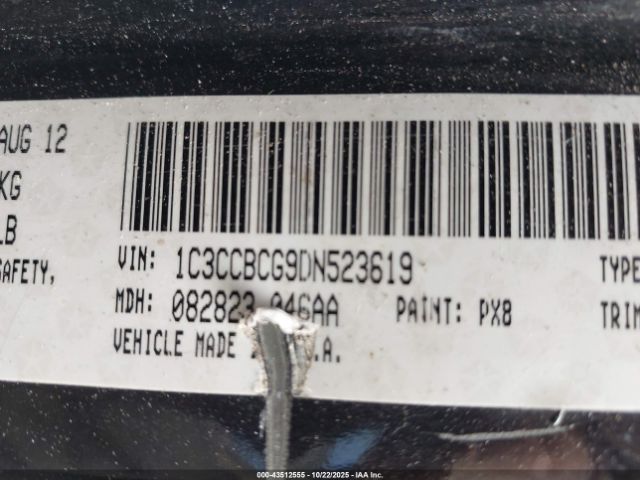 AUG 12
KG
LB
SAFETY,
VIN: 1C3CCBCG9DN523619
TYPE
MDH: 082823 046AA PAINT: PX8
TRIM
VEHICLE MADE .A.
000-43512555 | 10/22/2025 | IAA Inc.